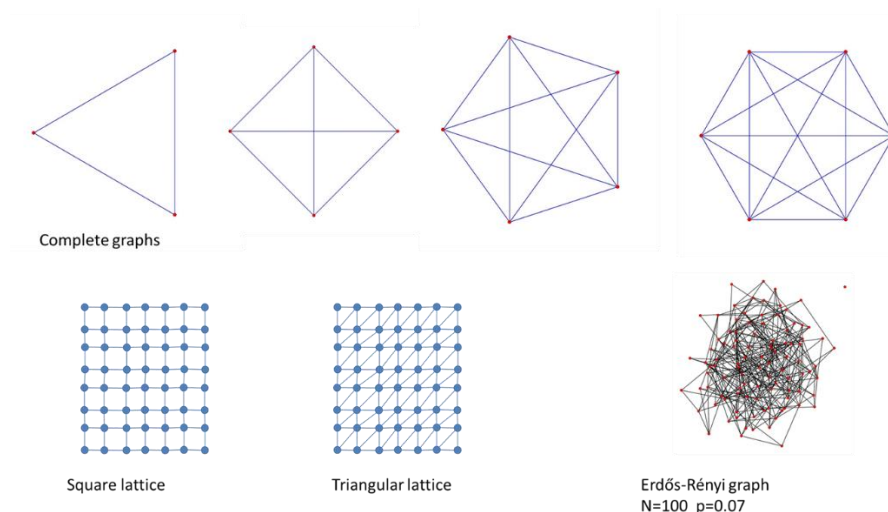 Complete graphs
Square lattice
Triangular lattice
Erdős-Rényi graph
N=100 p=0.07